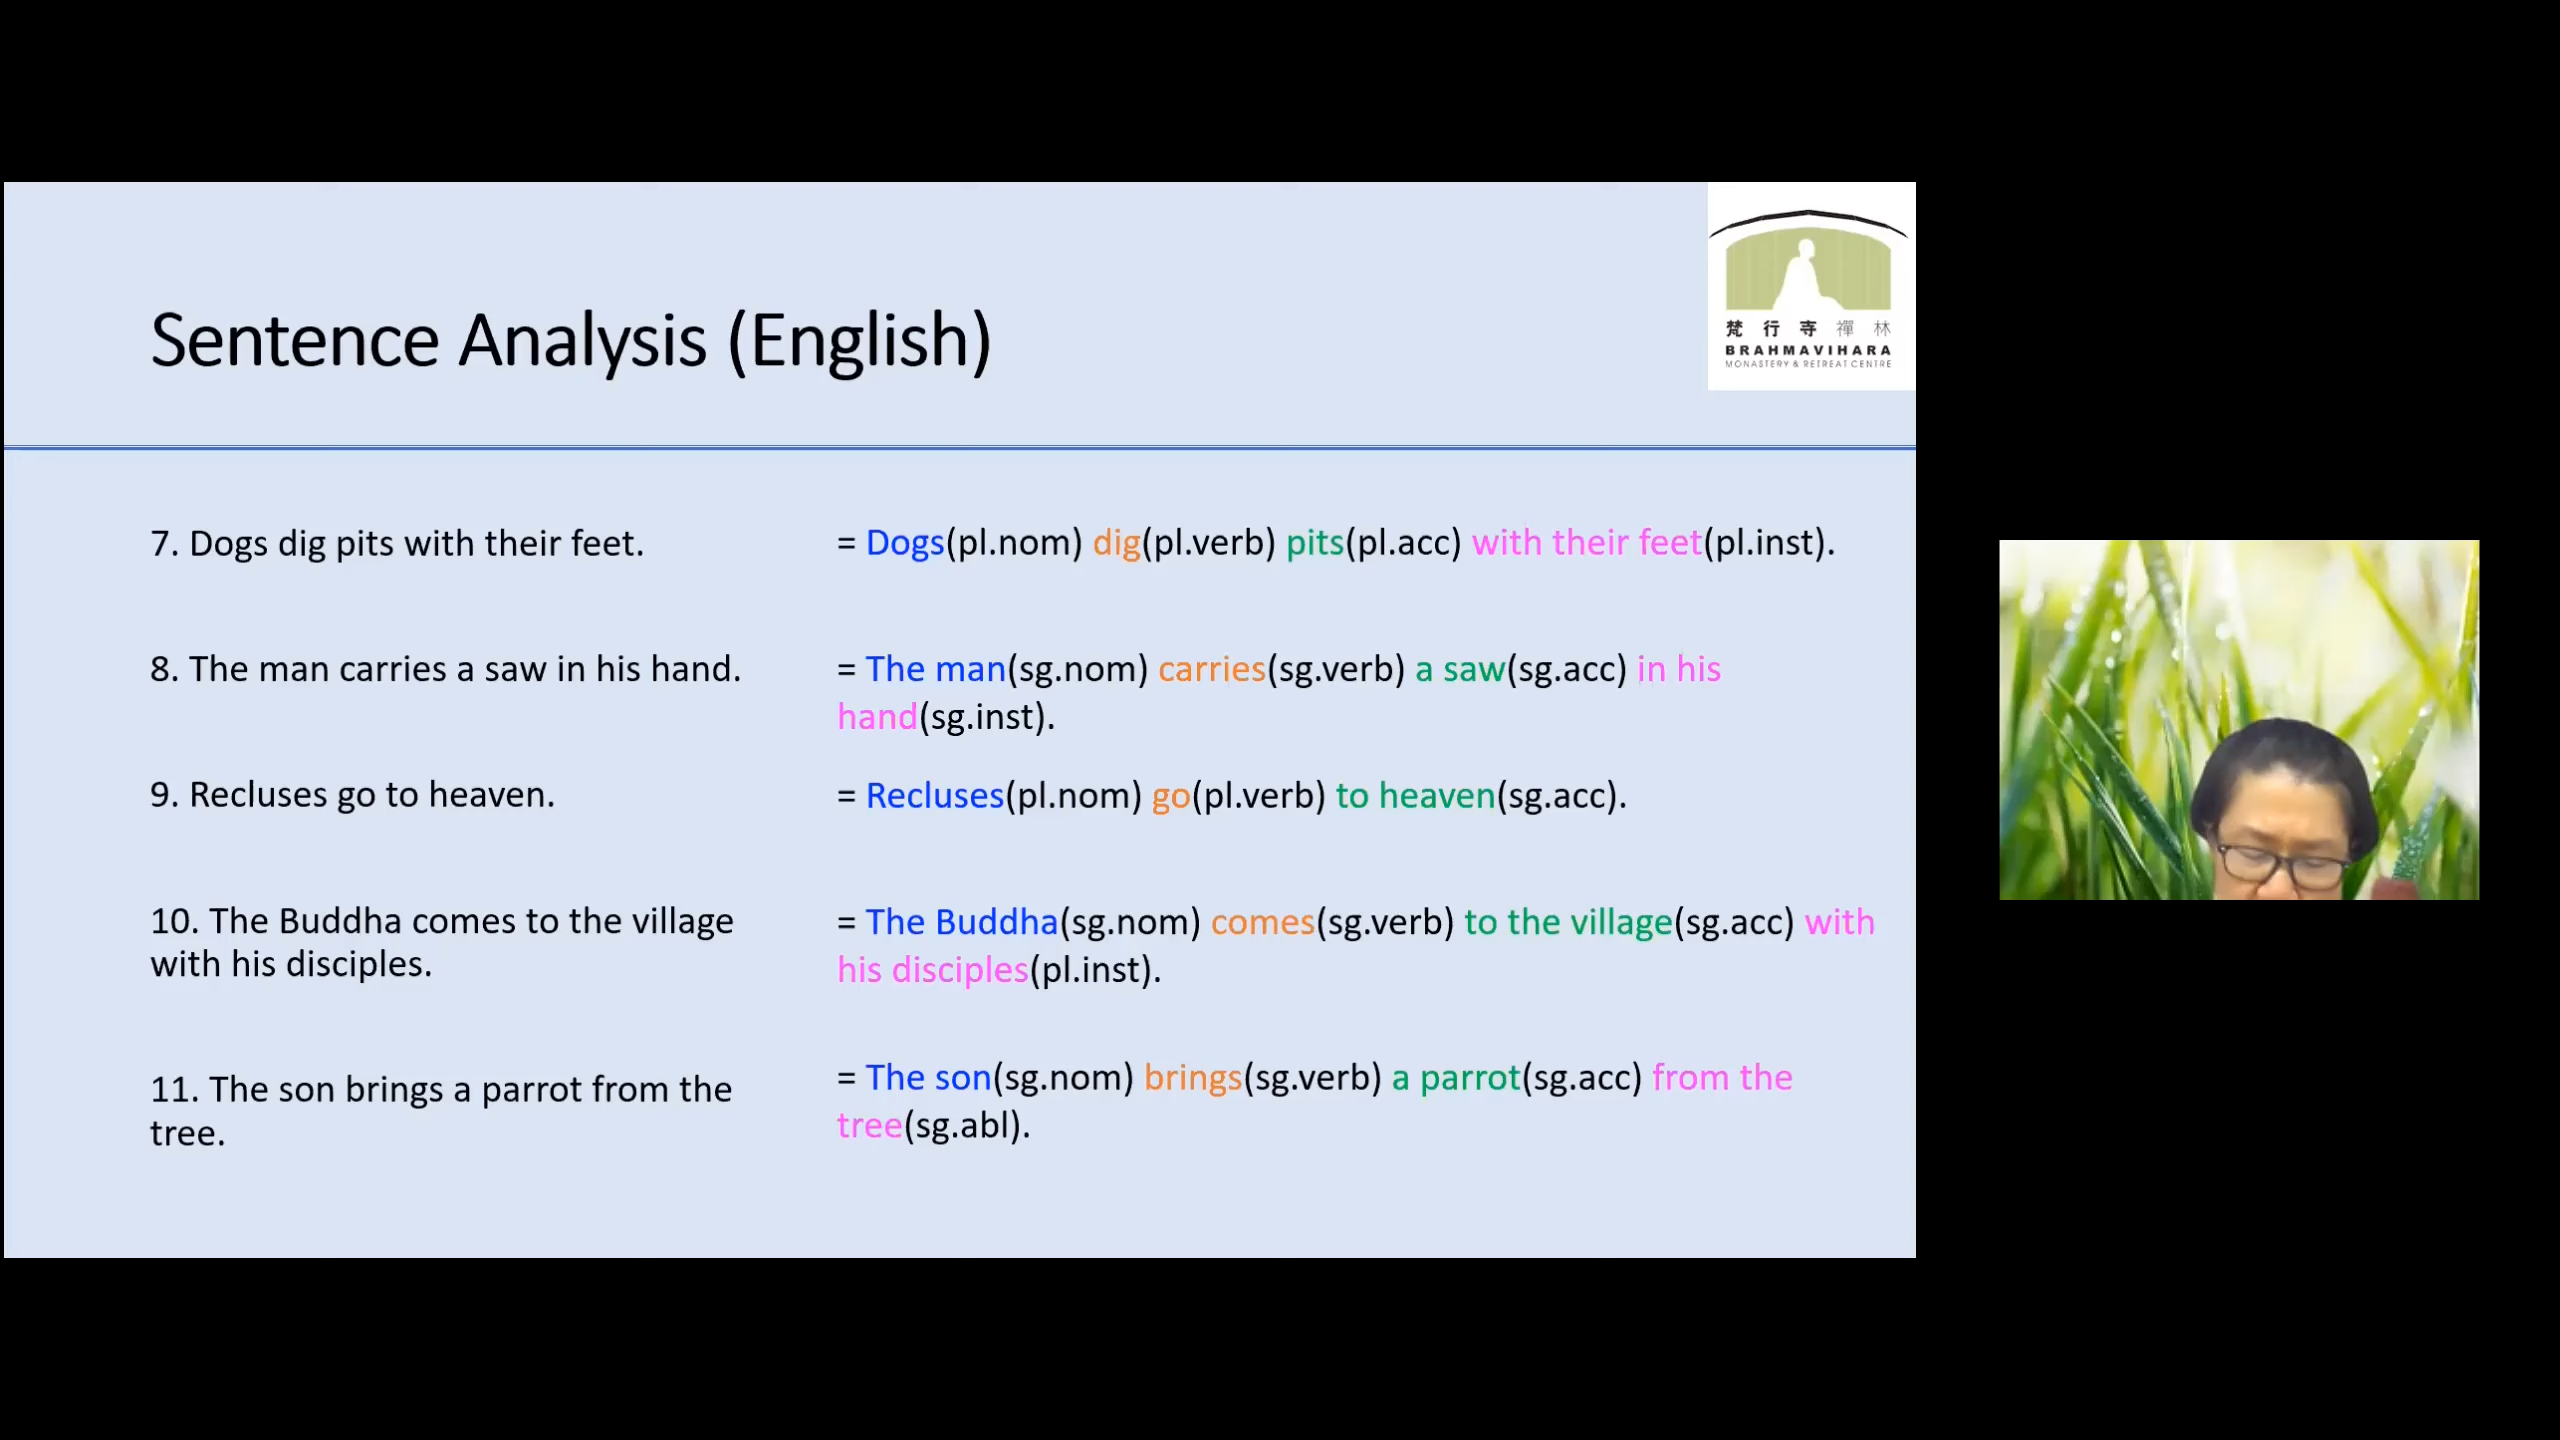 梵行寺禪林
BRAHMAVIHARA
MONASTERY & RETREAT CENTRE
Sentence Analysis (English)
7. Dogs dig pits with their feet.
= Dogs(pl.nom) dig(pl.verb) pits(pl.acc) with their feet(pl.inst).
8. The man carries a saw in his hand.
= The man(sg.nom) carries(sg.verb) a saw(sg.acc) in his
hand(sg.inst).
9. Recluses go to heaven.
= Recluses(pl.nom) go(pl.verb) to heaven(sg.acc).
10. The Buddha comes to the village
with his disciples.
= The Buddha(sg.nom) comes(sg.verb) to the village(sg.acc) with
his disciples(pl.inst).
11. The son brings a parrot from the
tree.
= The son(sg.nom) brings(sg.verb) a parrot(sg.acc) from the
tree(sg.abl).